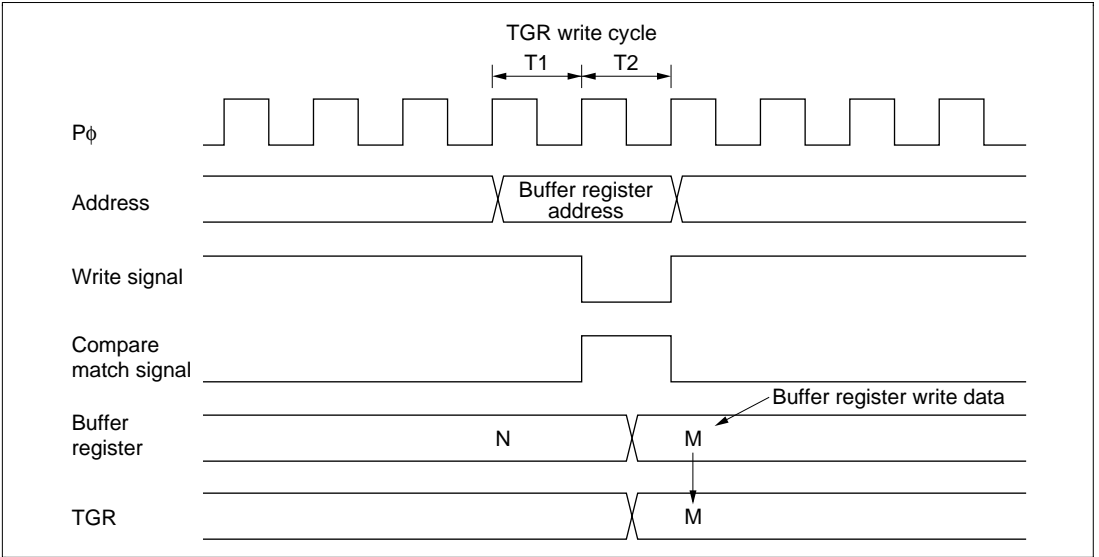 TGR write cycle
T1 T2
Pϕ
Address
Buffer register
address
Write signal
Compare
match signal
Buffer register write data
Buffer
register
N M
TGR
M